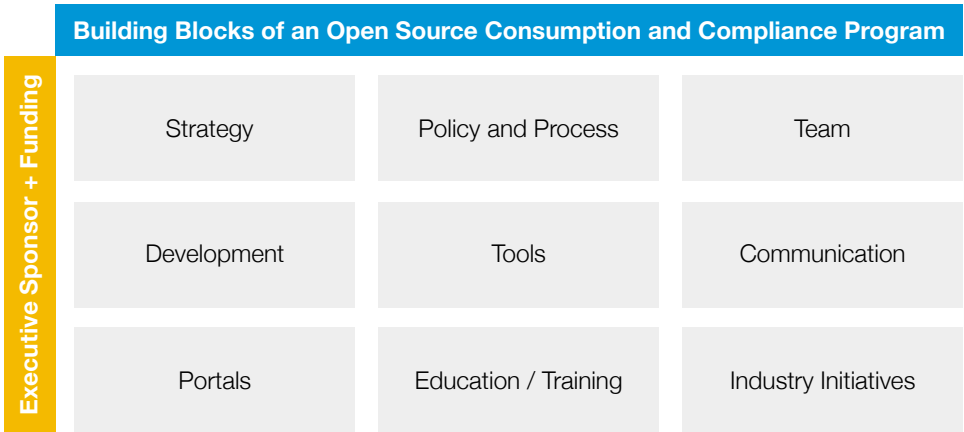 Building Blocks of an Open Source Consumption and Compliance Program
Executive Sponsor + Funding
Strategy
Policy and Process
Team
Development
Tools
Communication
Portals
Education / Training
Industry Initiatives